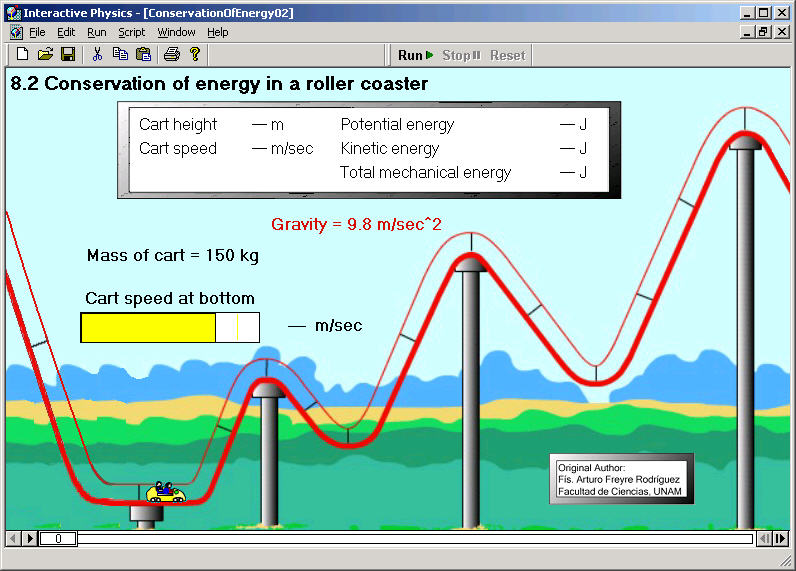 Interactive Physics - [ConservationOfEnergy02]
File Edit Run Script Window Help
Run Stop Reset
8.2 Conservation of energy in a roller coaster
Cart height — m Potential energy — J
Cart speed — m/sec Kinetic energy — J
Total mechanical energy — J
Gravity = 9.8 m/sec^2
Mass of cart = 150 kg
Cart speed at bottom
— m/sec
Original Author:
Fís. Arturo Freyre Rodríguez
Facultad de Ciencias, UNAM
0